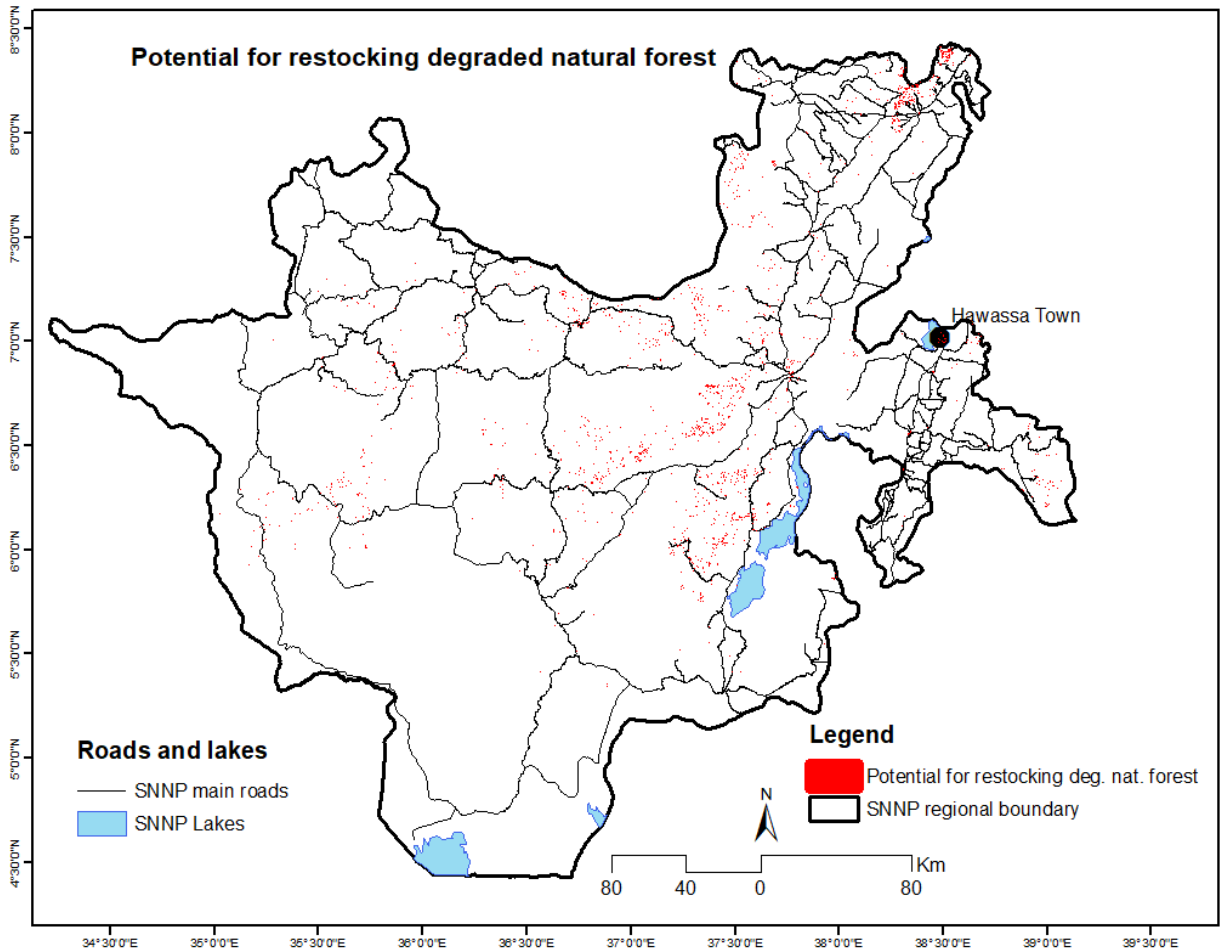 Potential for restocking degraded natural forest
8°30'0"N
8°0'0"N
7°30'0"N
7°0'0"N
6°30'0"N
6°0'0"N
5°30'0"N
5°0'0"N
4°30'0"N
Hawassa Town
Roads and lakes
SNNP main roads
SNNP Lakes
Legend
Potential for restocking deg. nat. forest
SNNP regional boundary
N
Km
80 40 0 80
34°30'0"E 35°0'0"E 35°30'0"E 36°0'0"E 36°30'0"E 37°0'0"E 37°30'0"E 38°0'0"E 38°30'0"E 39°0'0"E 39°30'0"E